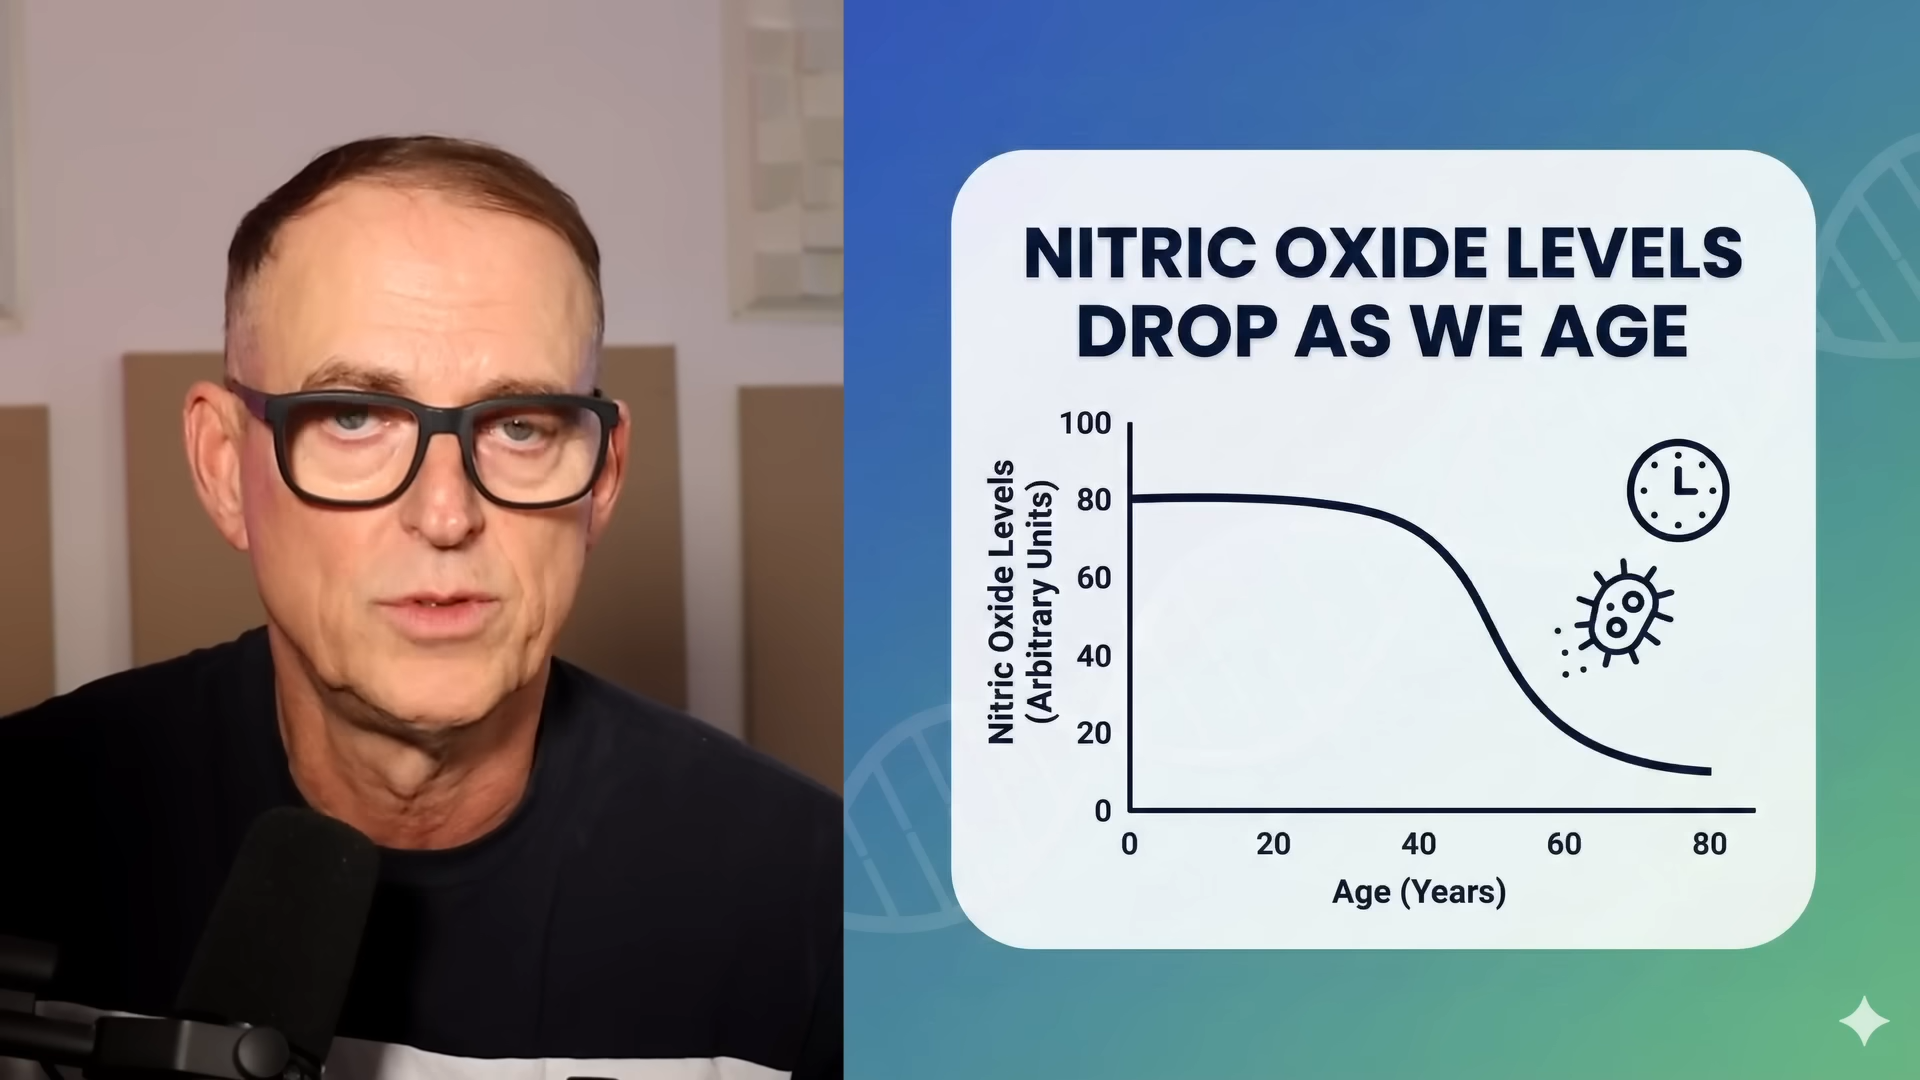 NITRIC OXIDE LEVELS
DROP AS WE AGE
Nitric Oxide Levels
(Arbitrary Units)
100
80
60
40
20
0
0 20 40 60 80
Age (Years)